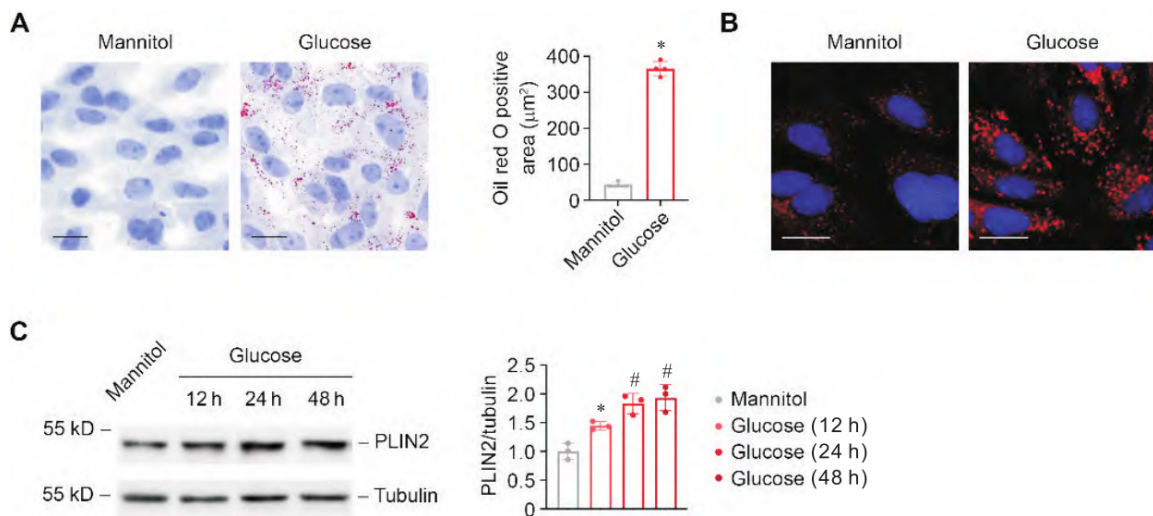 A
Mannitol
Glucose
Oil red O positive
area (μm²)
400
300
200
100
0
*
Mannitol
Glucose
B
Mannitol
Glucose
C
Mannitol
Glucose
12 h 24 h 48 h
55 kD
PLIN2
55 kD
Tubulin
PLIN2/tubulin
2.5
2.0
1.5
1.0
0.5
0
*
#
#
Mannitol
Glucose (12 h)
Glucose (24 h)
Glucose (48 h)